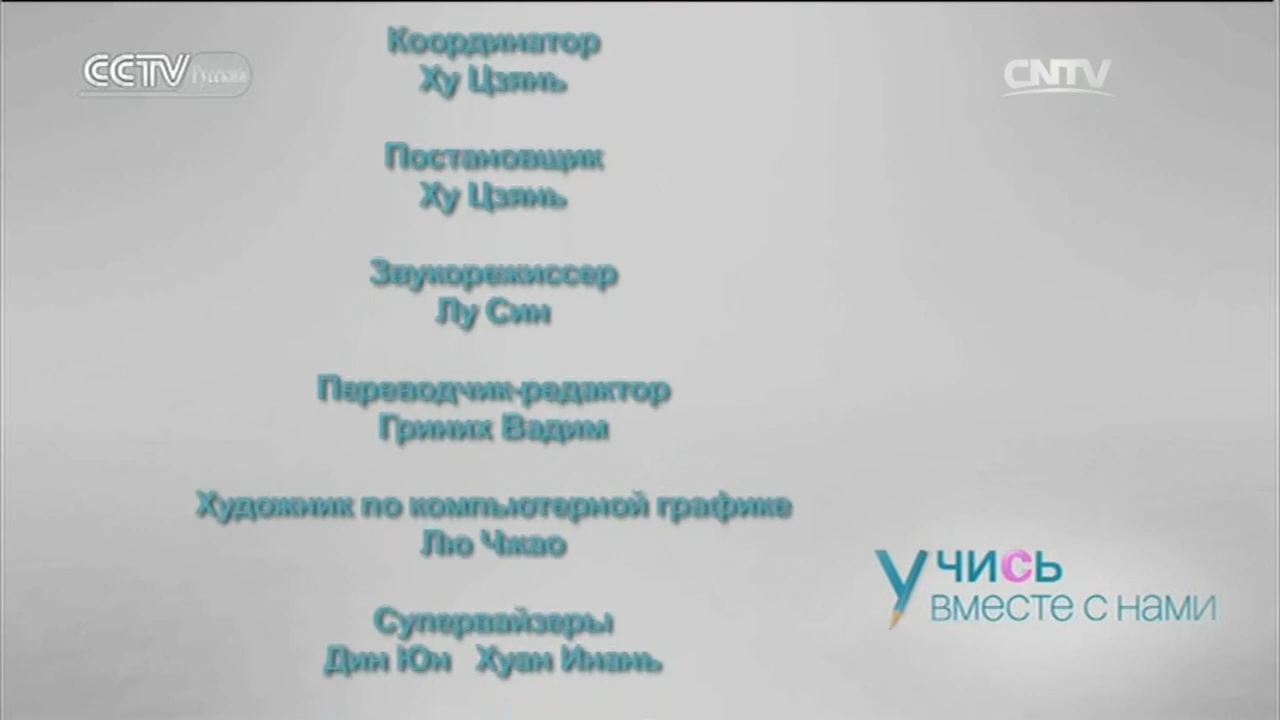 Координатор
Ху Цзянь
CCTV
CNTV
Постановщик
Ху Цзянь
Звукорежиссер
Лу Син
Переводчик-редактор
Гриних Вадим
Художник по компьютерной графике
Лю Чжао
Учись
вместе с нами
Супервайзеры
Дин Юн Хуан Инань